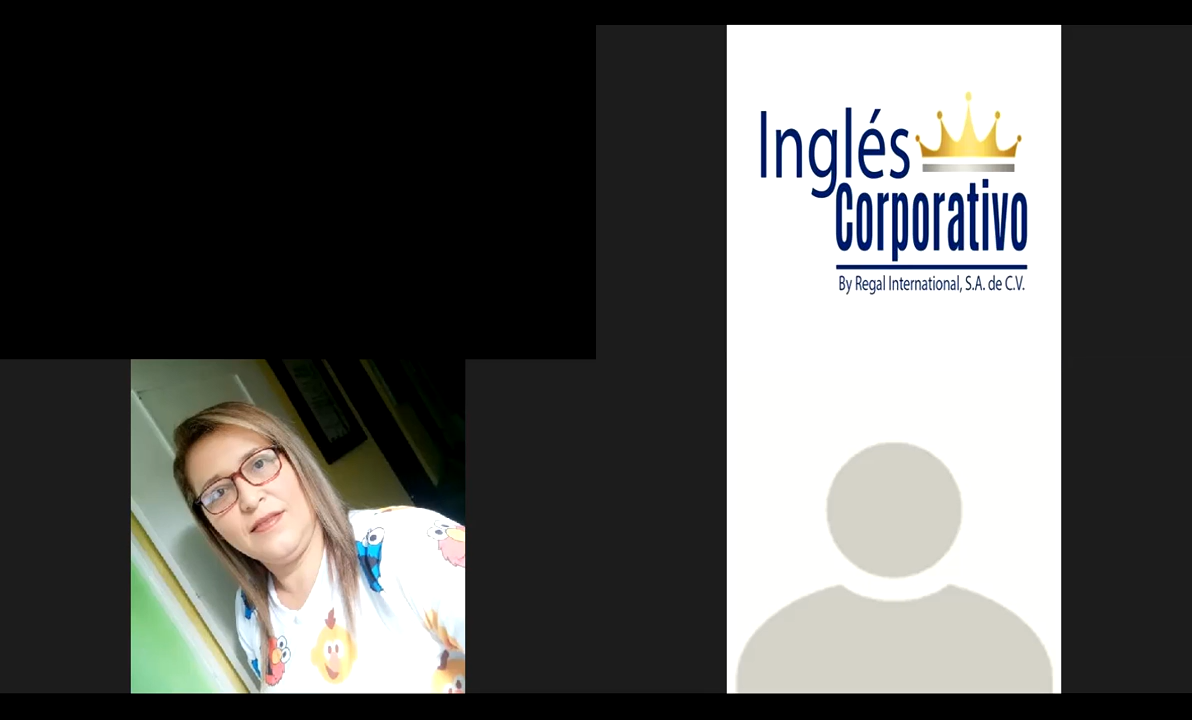 Inglés
Corporativo
By Regal International, S.A. de C.V.